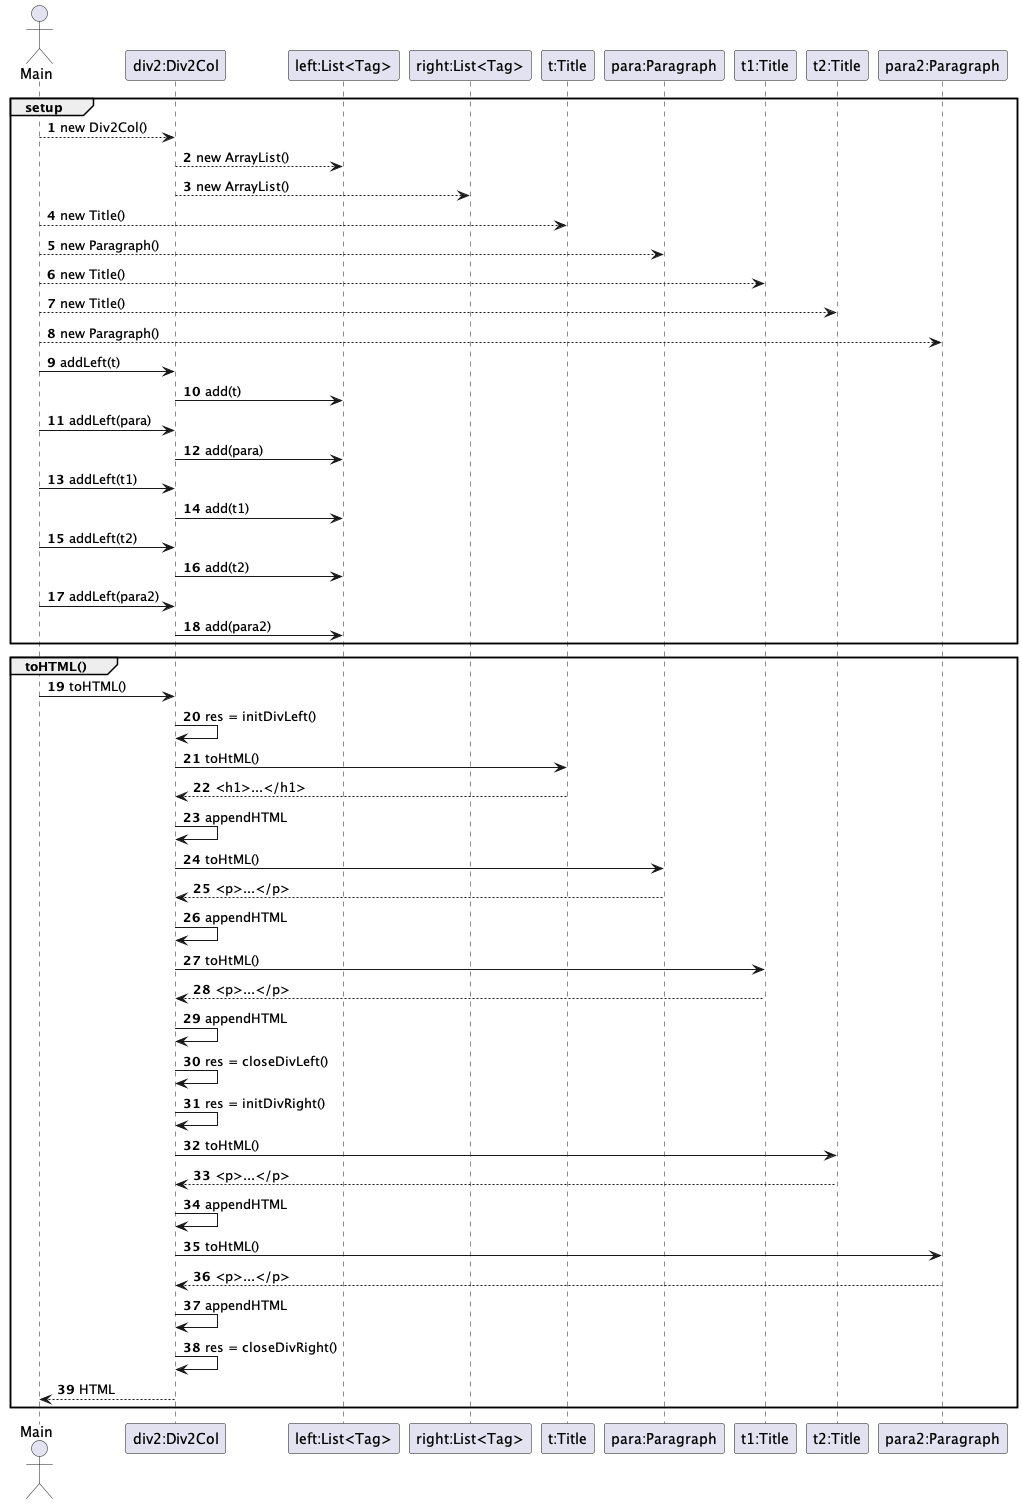 Main
div2:Div2Col
left:List<Tag>
right:List<Tag>
t:Title
para:Paragraph
t1:Title
t2:Title
para2:Paragraph
setup
1 new Div2Col()
2 new ArrayList()
3 new ArrayList()
4 new Title()
5 new Paragraph()
6 new Title()
7 new Title()
8 new Paragraph()
9 addLeft(t)
10 add(t)
11 addLeft(para)
12 add(para)
13 addLeft(t1)
14 add(t1)
15 addLeft(t2)
16 add(t2)
17 addLeft(para2)
18 add(para2)
toHTML()
19 toHTML()
20 res = initDivLeft()
21 toHtML()
22 <h1>...</h1>
23 appendHTML
24 toHtML()
25 <p>...</p>
26 appendHTML
27 toHtML()
28 <p>...</p>
29 appendHTML
30 res = closeDivLeft()
31 res = initDivRight()
32 toHtML()
33 <p>...</p>
34 appendHTML
35 toHtML()
36 <p>...</p>
37 appendHTML
38 res = closeDivRight()
39 HTML
Main
div2:Div2Col
left:List<Tag>
right:List<Tag>
t:Title
para:Paragraph
t1:Title
t2:Title
para2:Paragraph